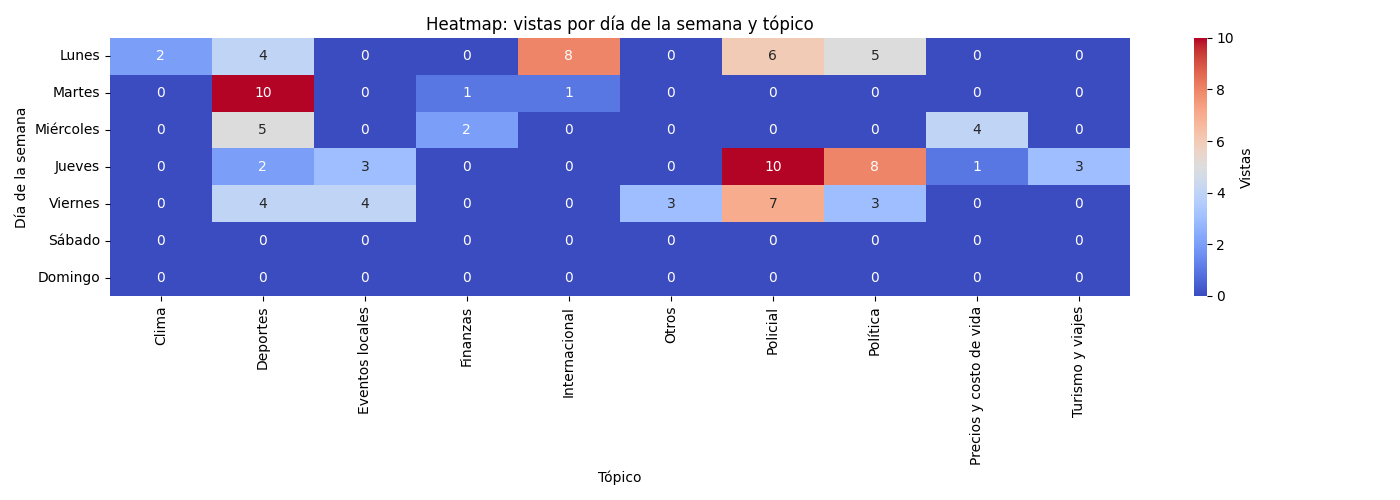 Heatmap: vistas por día de la semana y tópico
Día de la semana
Lunes 2 4 0 0 8 0 6 5 0 0
Martes 0 10 0 1 1 0 0 0 0 0
Miércoles 0 5 0 2 0 0 0 0 4 0
Jueves 0 2 3 0 0 0 10 8 1 3
Viernes 0 4 4 0 0 3 7 3 0 0
Sábado 0 0 0 0 0 0 0 0 0 0
Domingo 0 0 0 0 0 0 0 0 0 0
Clima
Deportes
Eventos locales
Finanzas
Internacional
Otros
Policial
Política
Precios y costo de vida
Turismo y viajes
Tópico
10
8
6
4
2
0
Vistas